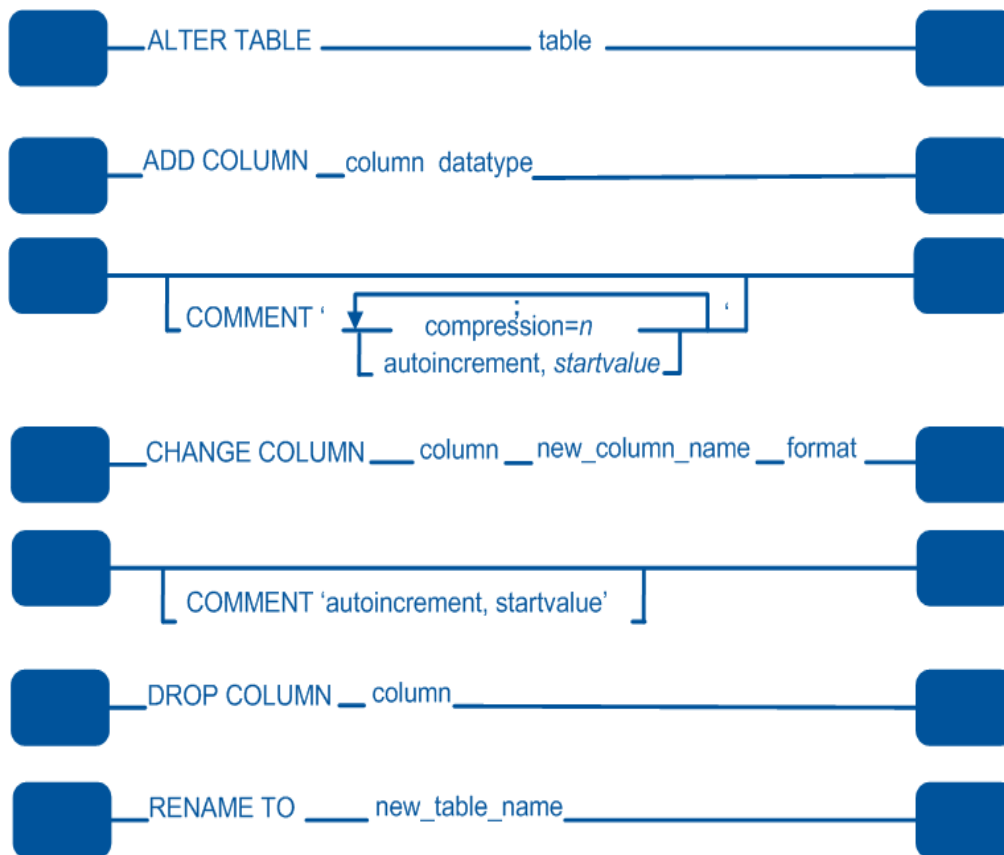 ALTER TABLE table
ADD COLUMN column datatype
;
COMMENT ‘ compression=n ‘
autoincrement, startvalue
CHANGE COLUMN column new_column_name format
COMMENT ‘autoincrement, startvalue’
DROP COLUMN column
RENAME TO new_table_name